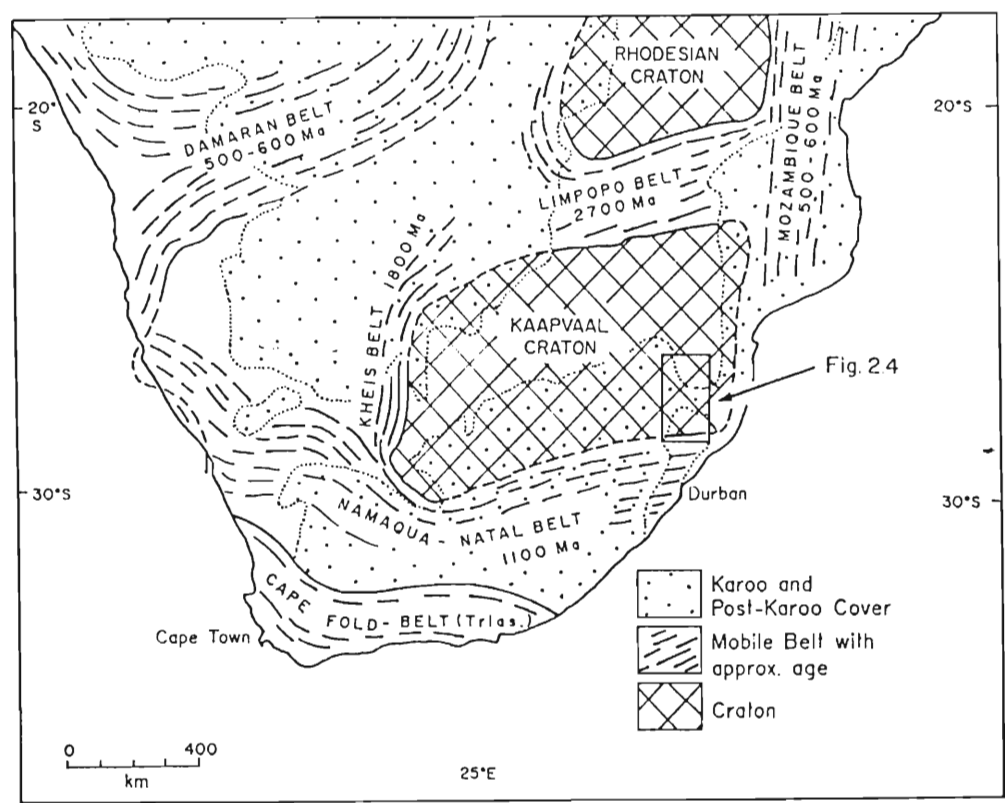 RHODESIAN
CRATON
20°
S
20°S
DAMARAN BELT
500-600 Ma
MOZAMBIQUE BELT
500-600 Ma
LIMPOPO BELT
2700 Ma
KHEIS BELT 1800 Ma
KAAPVAAL
CRATON
Fig. 2.4
30°S
30°S
Durban
NAMAQUA - NATAL BELT
1100 Ma
CAPE
FOLD-BELT (Trias.)
Cape Town
Karoo and
Post-Karoo Cover
Mobile Belt with
approx. age
Craton
0 400
km
25°E